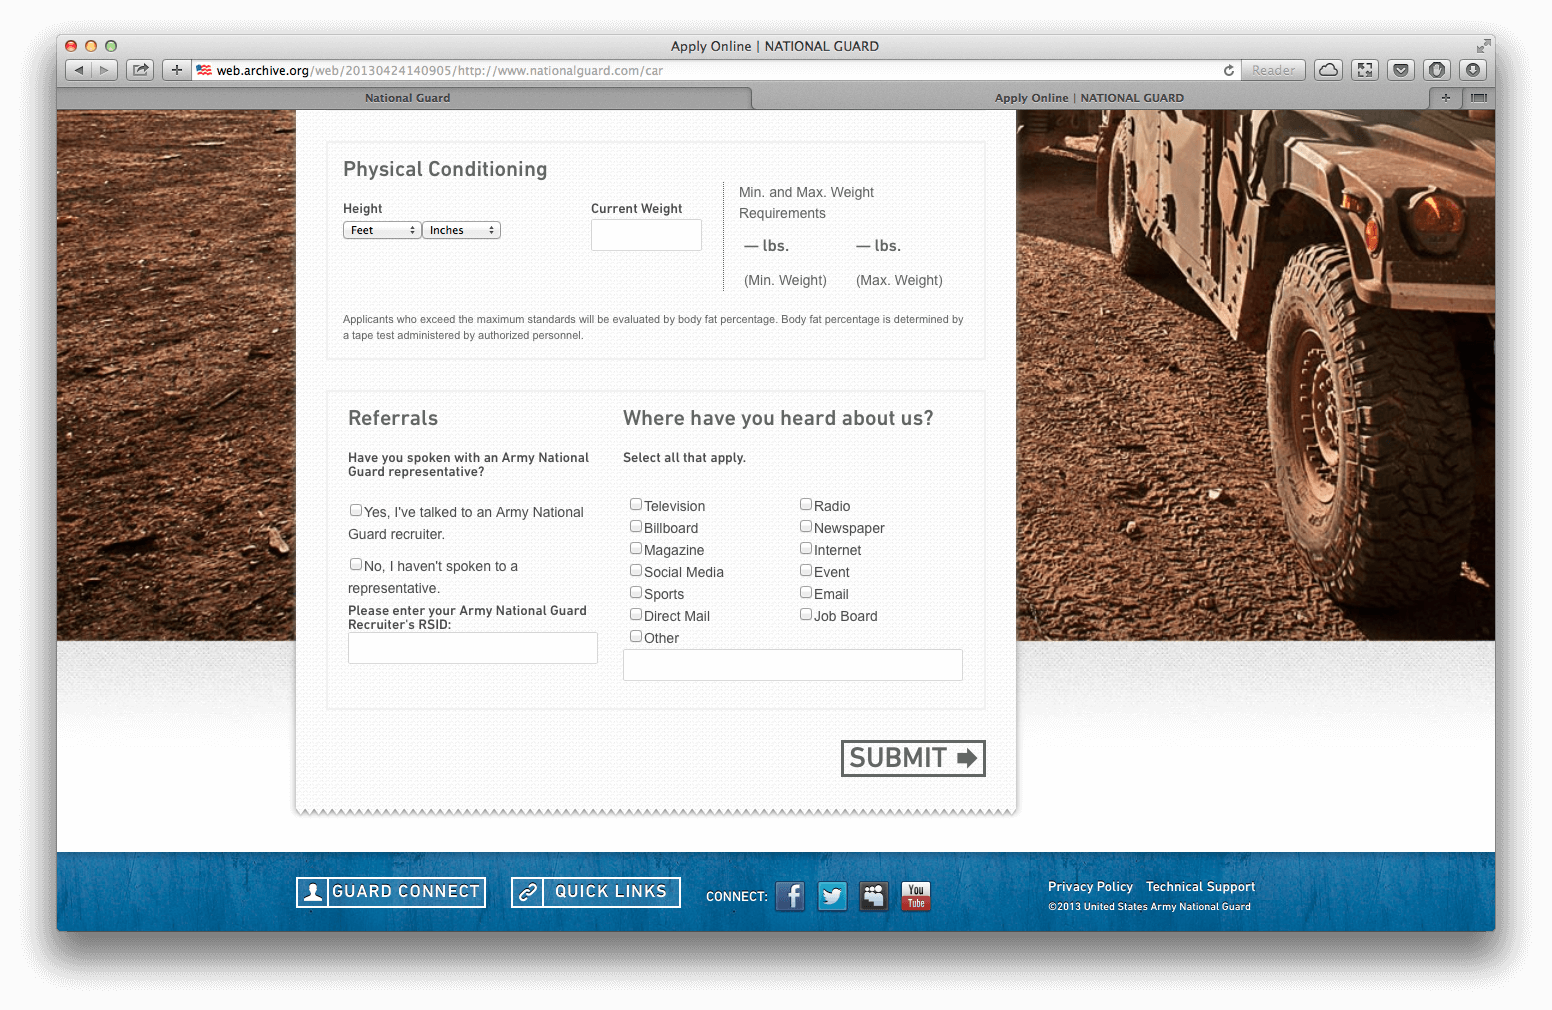 Apply Online | NATIONAL GUARD
web.archive.org/web/20130424140905/http://www.nationalguard.com/car
Reader
National Guard
Apply Online | NATIONAL GUARD
Physical Conditioning
Height
Feet
Inches
Current Weight
Min. and Max. Weight
Requirements
— lbs.
— lbs.
(Min. Weight)
(Max. Weight)
Applicants who exceed the maximum standards will be evaluated by body fat percentage. Body fat percentage is determined by
a tape test administered by authorized personnel.
Referrals
Have you spoken with an Army National
Guard representative?
Yes, I've talked to an Army National
Guard recruiter.
No, I haven't spoken to a
representative.
Please enter your Army National Guard
Recruiter's RSID:
Where have you heard about us?
Select all that apply.
Television
Radio
Billboard
Newspaper
Magazine
Internet
Social Media
Event
Sports
Email
Direct Mail
Job Board
Other
SUBMIT
GUARD CONNECT
QUICK LINKS
CONNECT:
You
Tube
Privacy Policy
Technical Support
©2013 United States Army National Guard